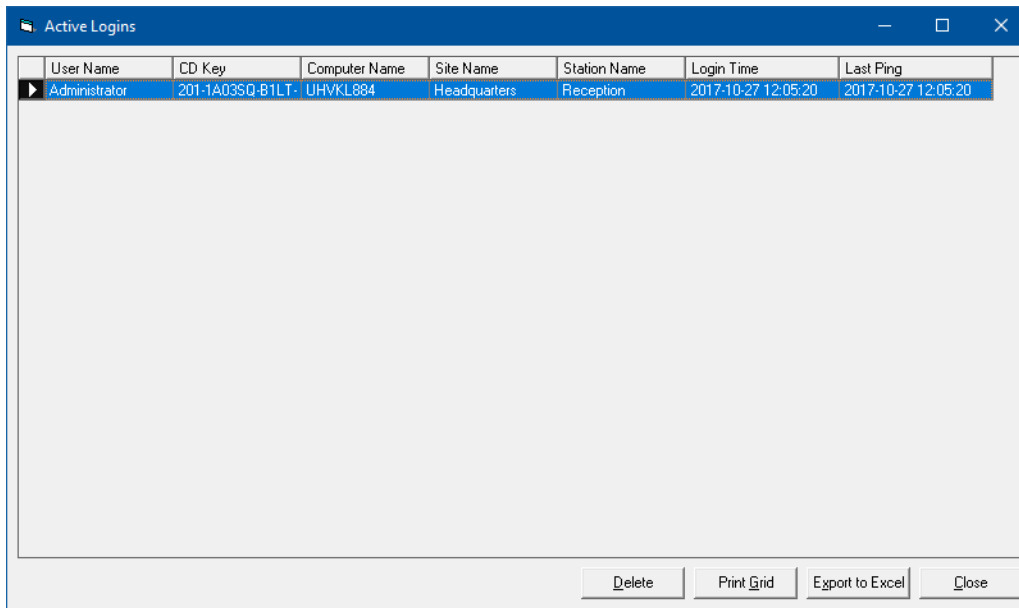 Active Logins
User Name CD Key Computer Name Site Name Station Name Login Time Last Ping
Administrator 201-1A03SQ-B1LT- UHVKL884 Headquarters Reception 2017-10-27 12:05:20 2017-10-27 12:05:20
Delete Print Grid Export to Excel Close